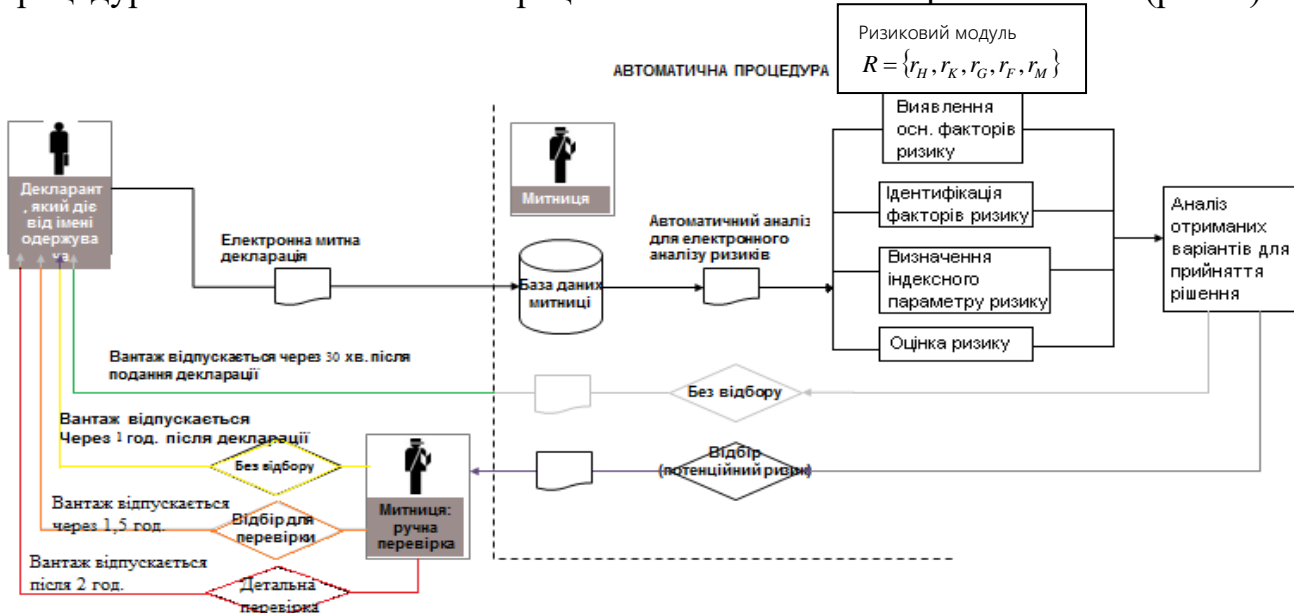 Ризиковий модуль
R = {r_H, r_K, r_G, r_F, r_M}
АВТОМАТИЧНА ПРОЦЕДУРА
Декларант
, який діє
від імені
одержува
ча
Електронна митна
декларація
Митниця
База даних
митниці
Автоматичний аналіз
для електронного
аналізу ризиків
Виявлення
осн. факторів
ризику
Ідентифікація
факторів ризику
Визначення
індексного
параметру ризику
Оцінка ризику
Аналіз
отриманих
варіантів для
прийняття
рішення
Вантаж відпускається через 30 хв. після
подання декларації
Без відбору
Вантаж відпускається
Через 1 год. після декларації
Без відбору
Відбір
(потенційний ризик)
Митниця:
ручна
перевірка
Вантаж відпускається
через 1,5 год.
Відбір для
перевірки
Вантаж відпускається
після 2 год.
Детальна
перевірка